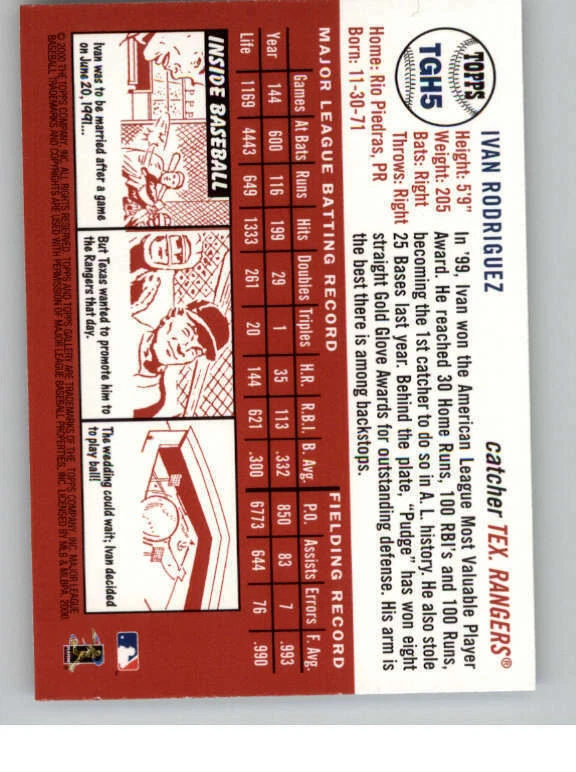 TOPPS
TGH5
IVAN RODRIGUEZ
catcher TEX. RANGERS®
Height: 5'9"
Weight: 205
Bats: Right
Throws: Right
Home: Rio Piedras, PR
Born: 11-30-71
In '99, Ivan won the American League Most Valuable Player
Award. He reached 30 Home Runs, 100 RBI's and 100 Runs,
becoming the 1st catcher to do so in A.L. history. He also stole
25 Bases last year. Behind the plate, "Pudge" has won eight
straight Gold Glove Awards for outstanding defense. His arm is
the best there is among backstops.
MAJOR LEAGUE BATTING RECORD FIELDING RECORD
Games At Bats Runs Hits Doubles Triples H.R. R.B.I. B. Avg. P.O. Assists Errors F. Avg.
Year 144 600 116 199 29 1 35 113 .332 850 83 7 .993
Life 1169 4443 649 1333 261 20 144 621 .300 6773 644 76 .990
INSIDE BASEBALL
Ivan was to be married after a game
on June 20, 1991...
But Texas wanted to promote him to
the Rangers that day.
The wedding could wait; Ivan decided
to play ball!
© 2000 THE TOPPS COMPANY, INC. ALL RIGHTS RESERVED. TOPPS AND TOPPS GALLERY ARE TRADEMARKS OF THE TOPPS COMPANY, INC. MAJOR LEAGUE
BASEBALL TRADEMARKS AND COPYRIGHTS ARE USED WITH PERMISSION OF MAJOR LEAGUE BASEBALL PROPERTIES, INC. LICENSED BY MLB & MLBPA, 2000.